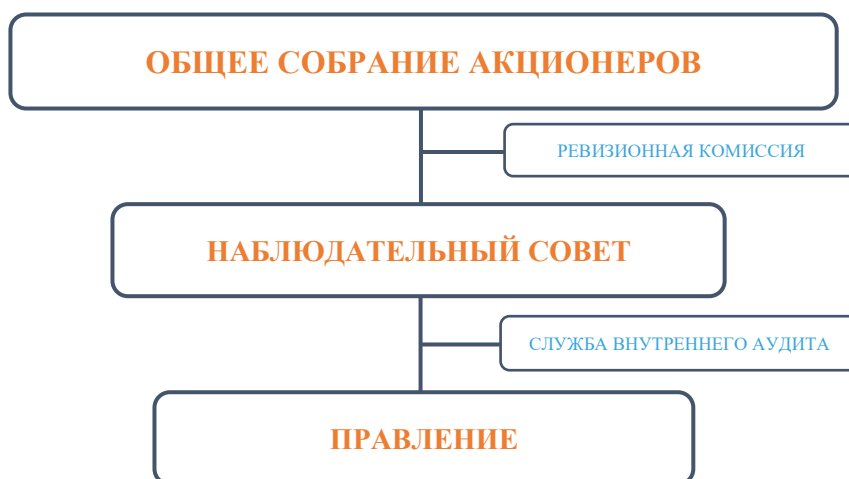 ОБЩЕЕ СОБРАНИЕ АКЦИОНЕРОВ
РЕВИЗИОННАЯ КОМИССИЯ
НАБЛЮДАТЕЛЬНЫЙ СОВЕТ
СЛУЖБА ВНУТРЕННЕГО АУДИТА
ПРАВЛЕНИЕ